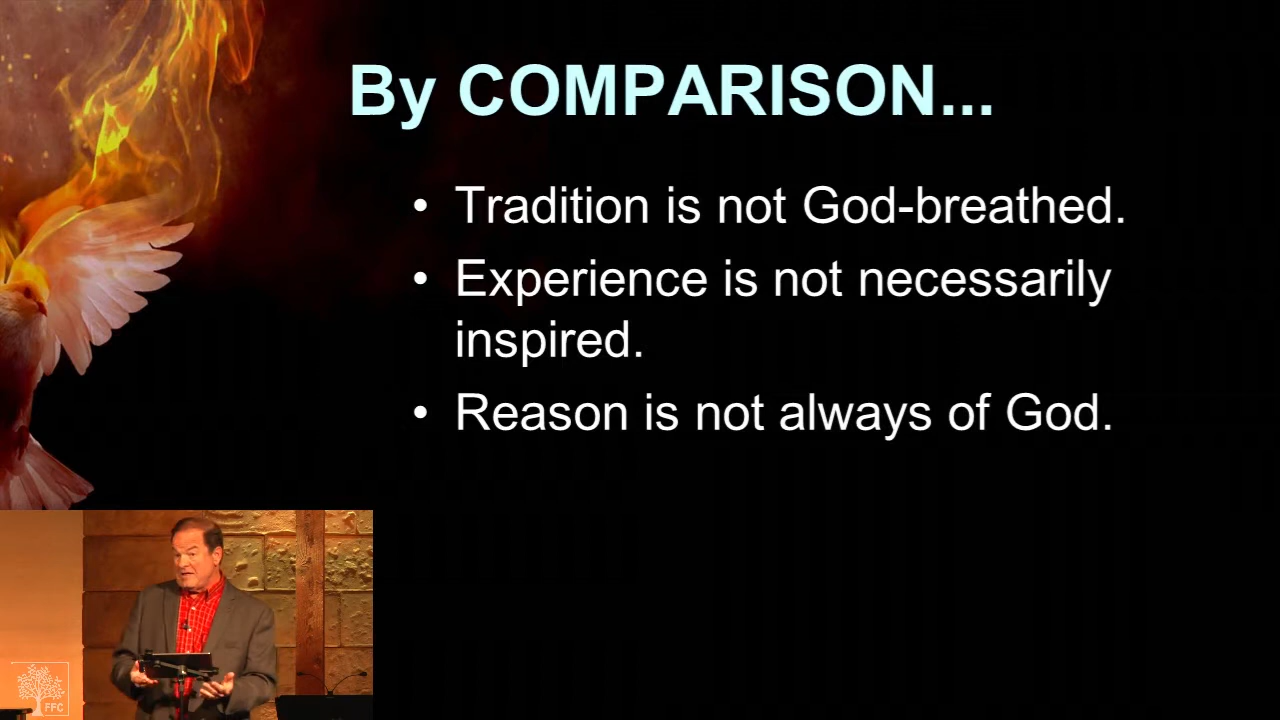 By COMPARISON...
• Tradition is not God-breathed.
• Experience is not necessarily
inspired.
• Reason is not always of God.
FFC